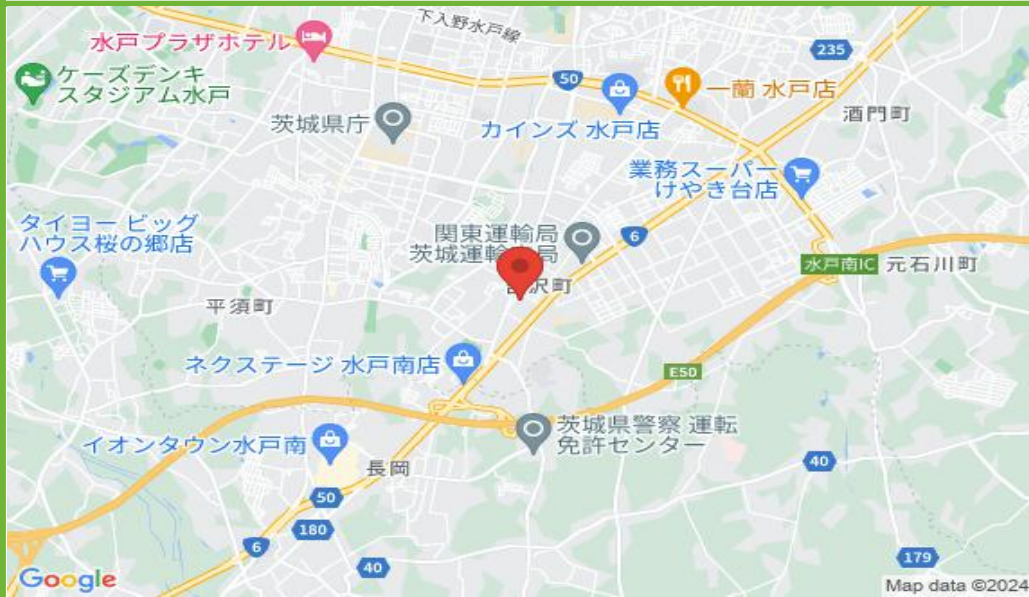 下入野水戸線
水戸プラザホテル
235
ケーズデンキ
スタジアム水戸
50
一蘭 水戸店
酒門町
茨城県庁
カインズ 水戸店
業務スーパー
けやき台店
タイヨー ビッグ
ハウス桜の郷店
関東運輸局
6
水戸南IC
元石川町
平須町
沢町
ネクステージ 水戸南店
E50
茨城県警察 運転
免許センター
イオンタウン水戸南
長岡
40
50
180
6
40
179
Google
Map data ©2024